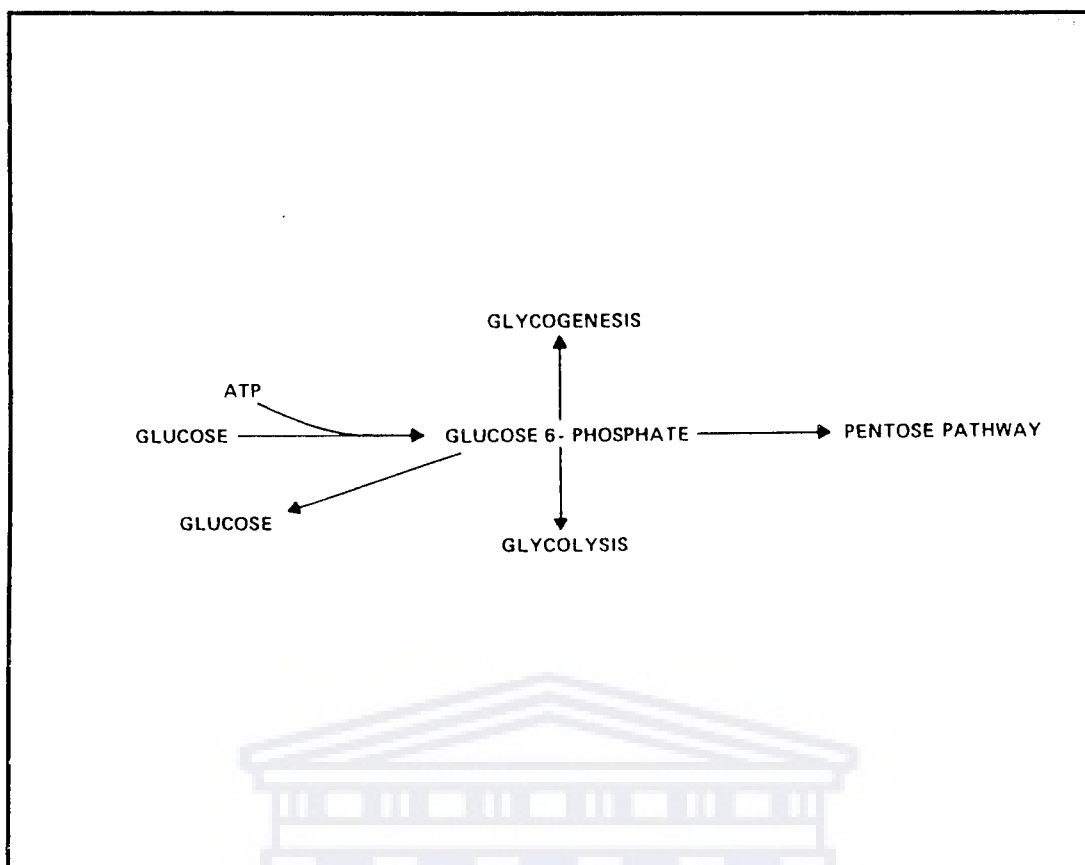 GLYCOGENESIS
ATP
GLUCOSE GLUCOSE 6- PHOSPHATE PENTOSE PATHWAY
GLUCOSE
GLYCOLYSIS